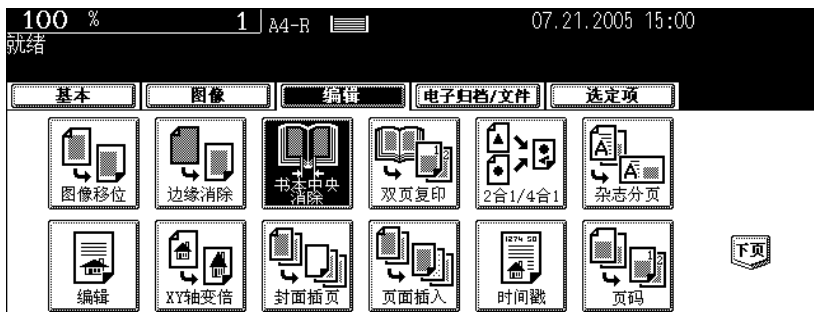 100 % 1 A4-R 07.21.2005 15:00
就绪
基本 图像 编辑 电子归档/文件 选定项
图像移位 边缘消除 书本中央消除 双页复印 2合1/4合1 杂志分页
编辑 XY轴变倍 封面插页 页面插入 时间戳 页码
下页